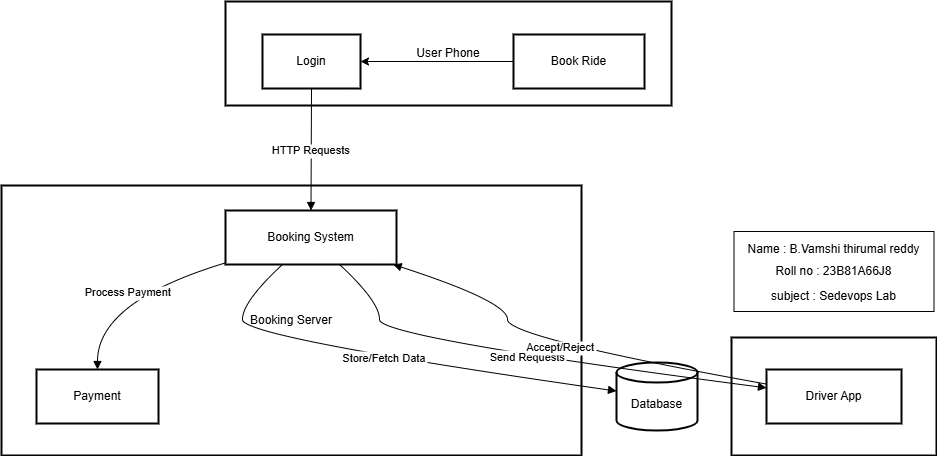 Login
User Phone
Book Ride
HTTP Requests
Booking System
Name : B.Vamshi thirumal reddy
Roll no : 23B81A66J8
subject : Sedevops Lab
Process Payment
Booking Server
Accept/Reject
Store/Fetch Data
Send Requests
Payment
Database
Driver App